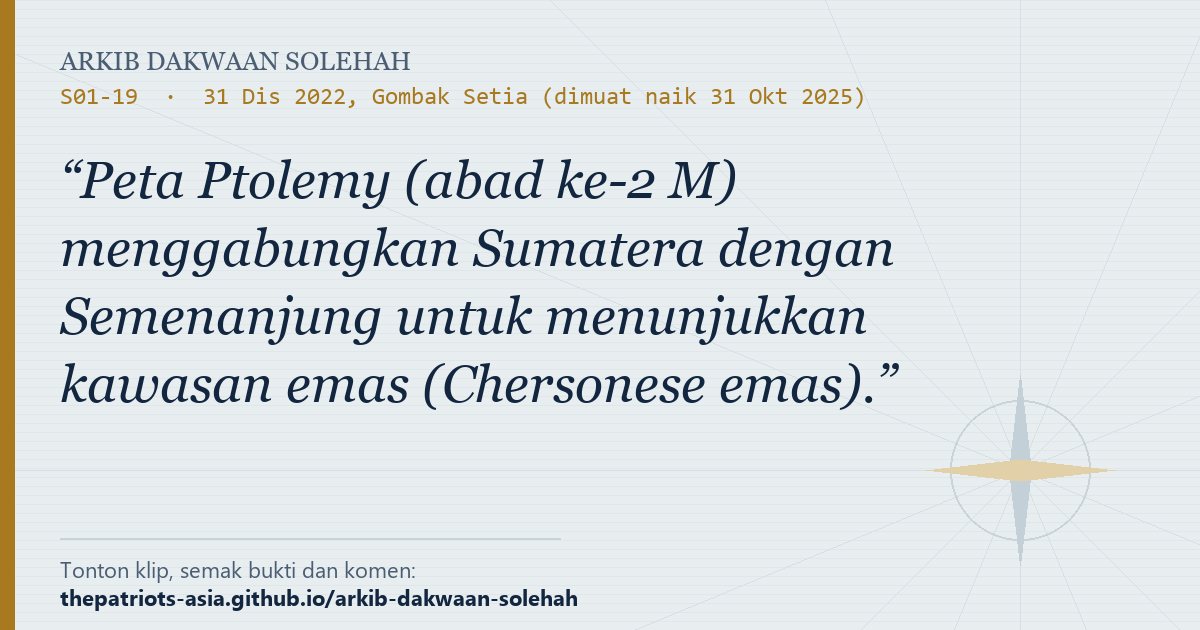 ARKIB DAKWAAN SOLEHAH
S01-19 · 31 Dis 2022, Gombak Setia (dimuat naik 31 Okt 2025)
“Peta Ptolemy (abad ke-2 M)
menggabungkan Sumatera dengan
Semenanjung untuk menunjukkan
kawasan emas (Chersonese emas).”
Tonton klip, semak bukti dan komen:
thepatriots-asia.github.io/arkib-dakwaan-solehah